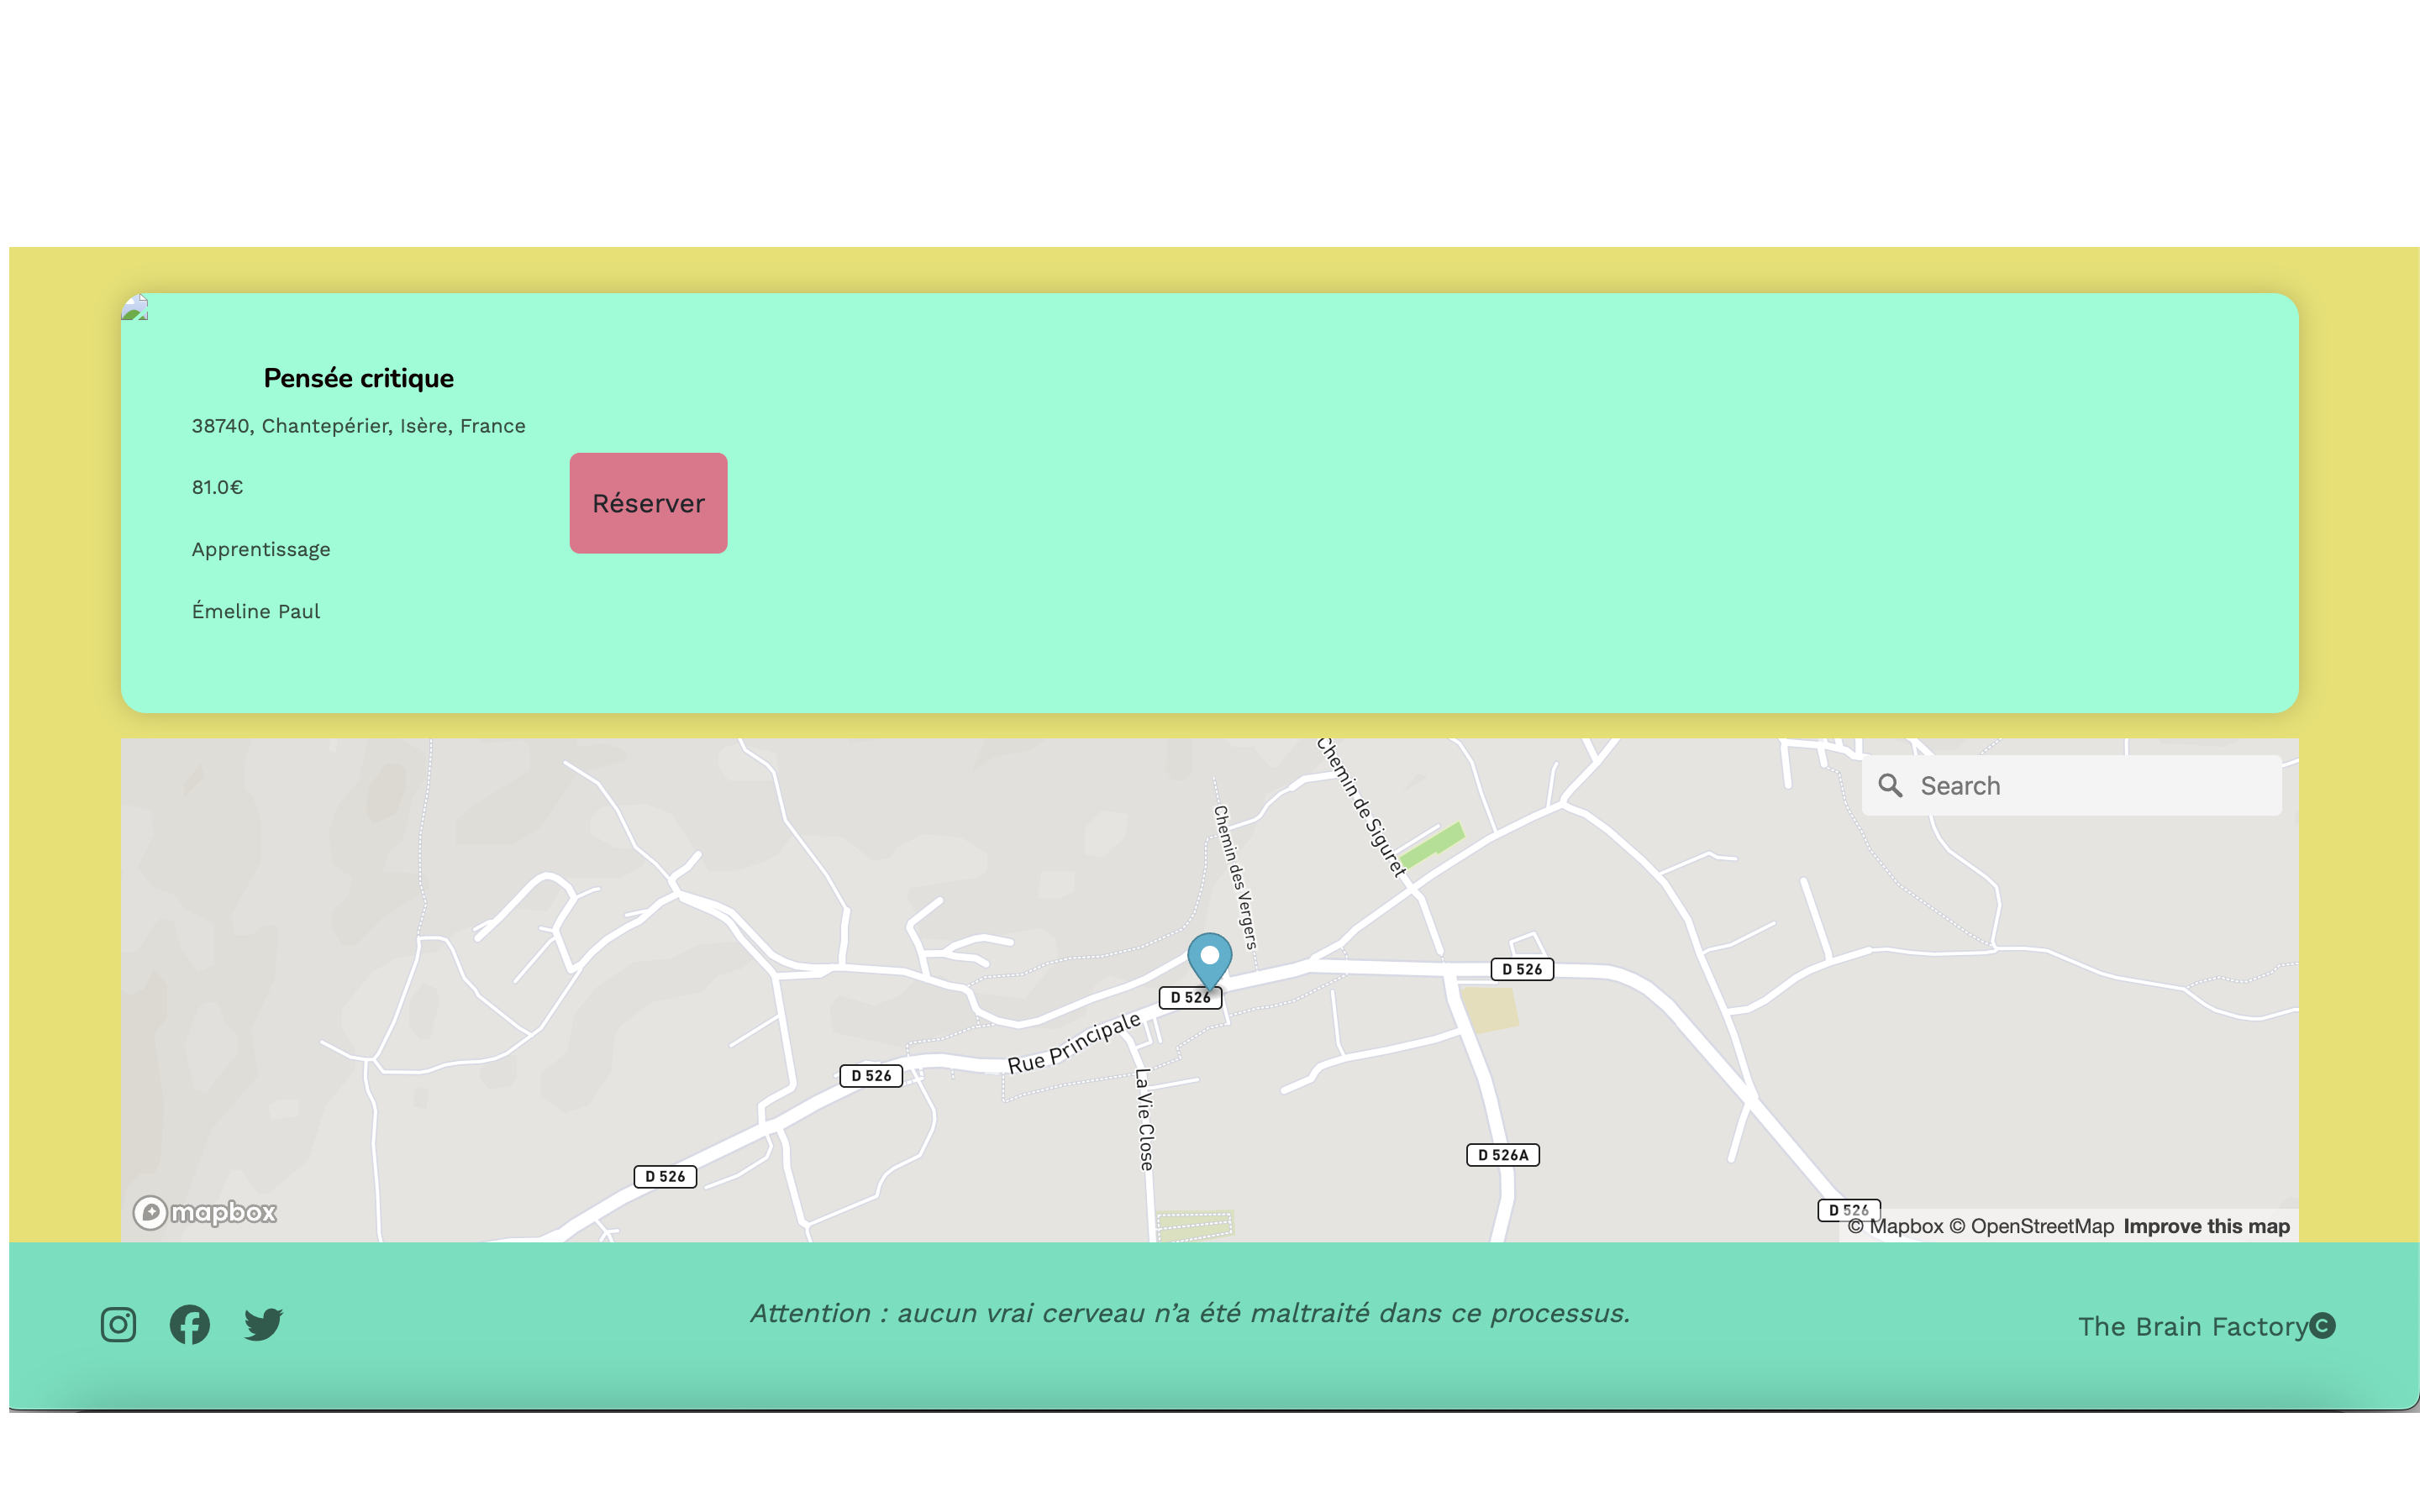 Pensée critique
38740, Chantepérier, Isère, France
81.0€
Réserver
Apprentissage
Émeline Paul
Chemin de Siguret
Search
Chemin des Vergers
D 526
D 526
Rue Principale
D 526
La Vie Close
D 526A
D 526
D 526
mapbox
© Mapbox © OpenStreetMap Improve this map
Attention : aucun vrai cerveau n’a été maltraité dans ce processus.
The Brain Factory©